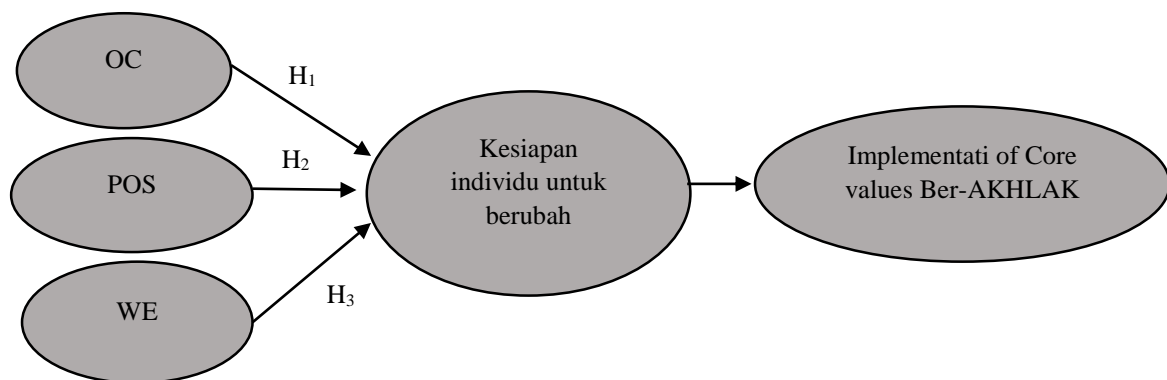 OC
H₁
POS
H₂
WE
H₃
Kesiapan
individu untuk
berubah
Implementati of Core
values Ber-AKHLAK